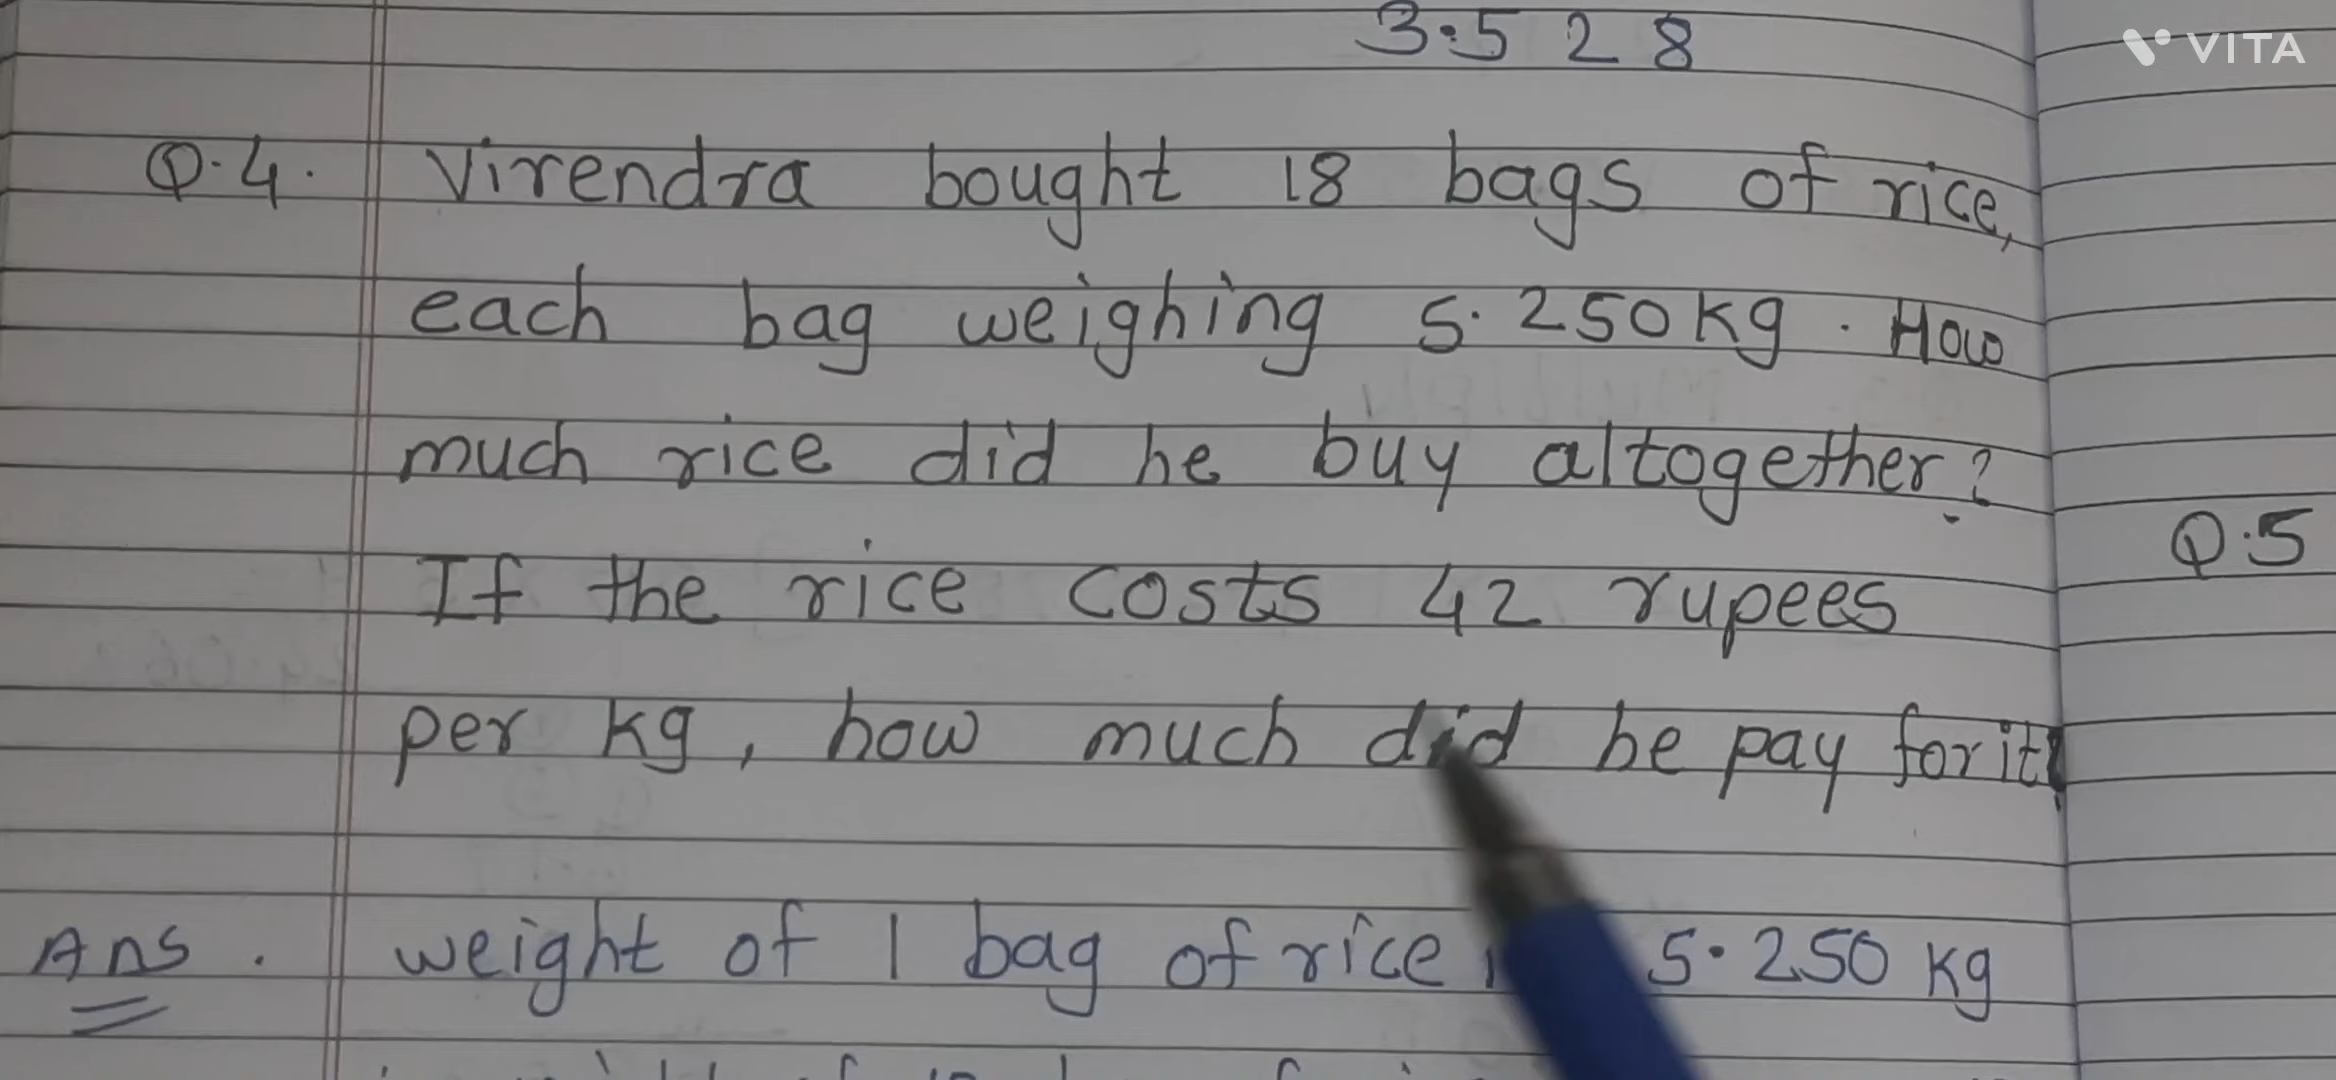 3.528
VITA
Q.4. Virendra bought 18 bags of rice,
each bag weighing 5.250 kg. How
much rice did he buy altogether?
If the rice costs 42 rupees
per kg, how much did he pay for it?
Q.5
Ans. weight of 1 bag of rice 5.250 kg